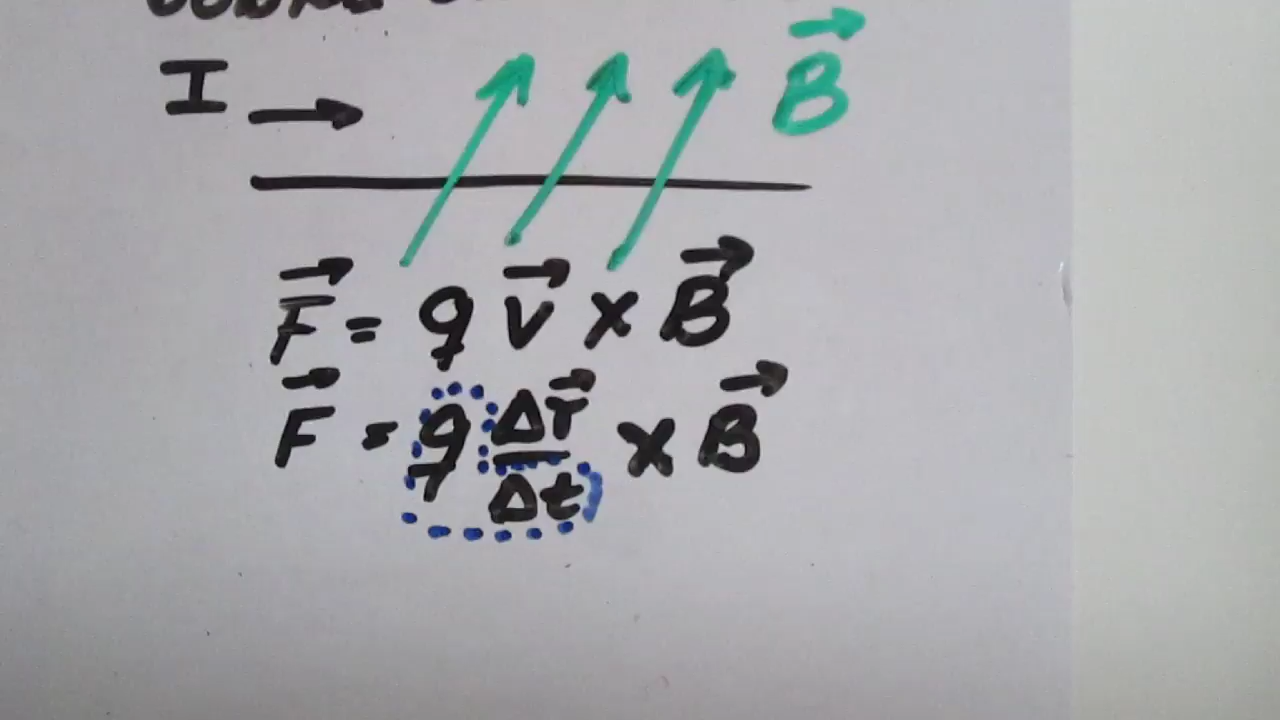 I → B⃗
F⃗ = q v⃗ × B⃗
F⃗ = q Δr⃗/Δt × B⃗